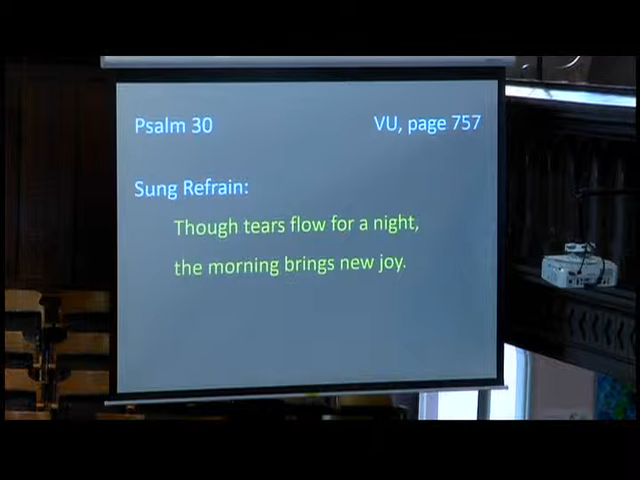 Psalm 30
VU, page 757
Sung Refrain:
Though tears flow for a night,
the morning brings new joy.